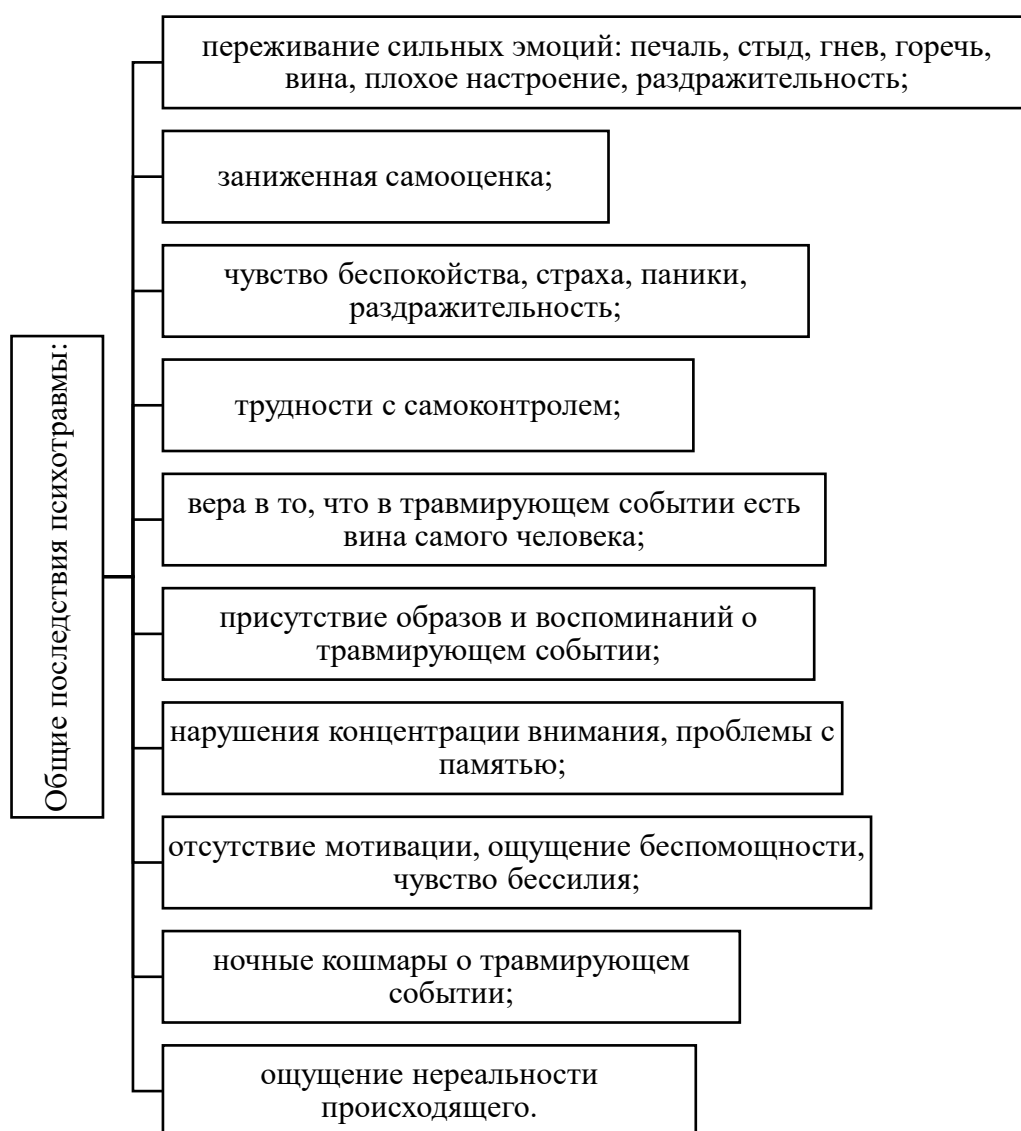 Общие последствия психотравмы:
переживание сильных эмоций: печаль, стыд, гнев, горечь,
вина, плохое настроение, раздражительность;
заниженная самооценка;
чувство беспокойства, страха, паники,
раздражительность;
трудности с самоконтролем;
вера в то, что в травмирующем событии есть
вина самого человека;
присутствие образов и воспоминаний о
травмирующем событии;
нарушения концентрации внимания, проблемы с
памятью;
отсутствие мотивации, ощущение беспомощности,
чувство бессилия;
ночные кошмары о травмирующем
событии;
ощущение нереальности
происходящего.